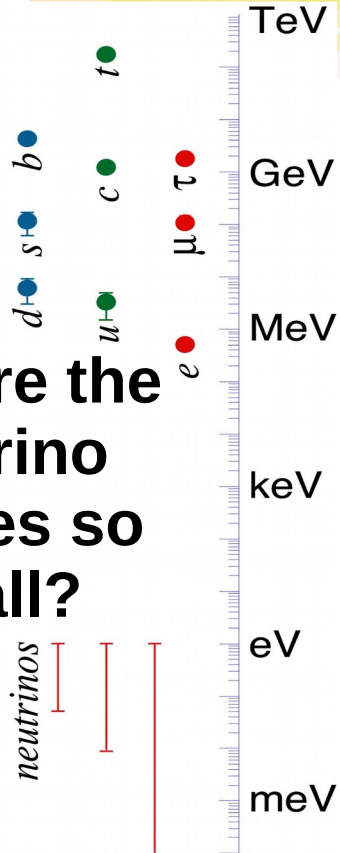 TeV
t
b
c
τ
GeV
s
μ
d
u
MeV
e
re the
rino
es so
all?
keV
neutrinos
eV
meV